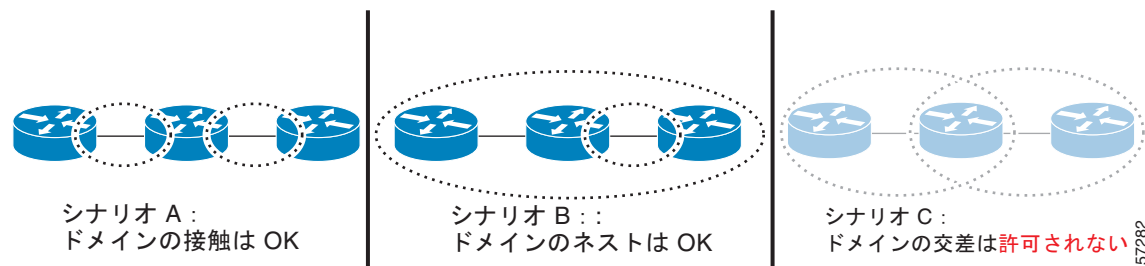 シナリオ A :
ドメインの接触は OK
シナリオ B : :
ドメインのネストは OK
シナリオ C :
ドメインの交差は許可されない
57282